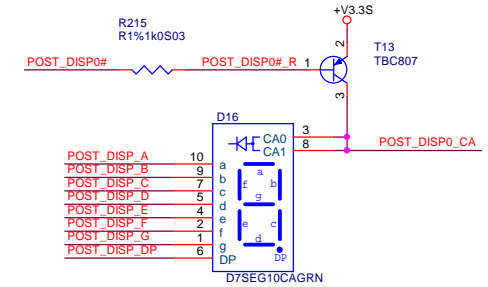 +V3.3S
R215
R1%1k0S03
T13
TBC807
POST_DISP0#
POST_DISP0#_R
1
2
3
D16
CA0
CA1
3
8
POST_DISP0_CA
POST_DISP_A 10 a
POST_DISP_B 9 b
POST_DISP_C 7 c
POST_DISP_D 5 d
POST_DISP_E 4 e
POST_DISP_F 2 f
POST_DISP_G 1 g
POST_DISP_DP 6 DP
a
f b
g
e c
d
DP
D7SEG10CAGRN